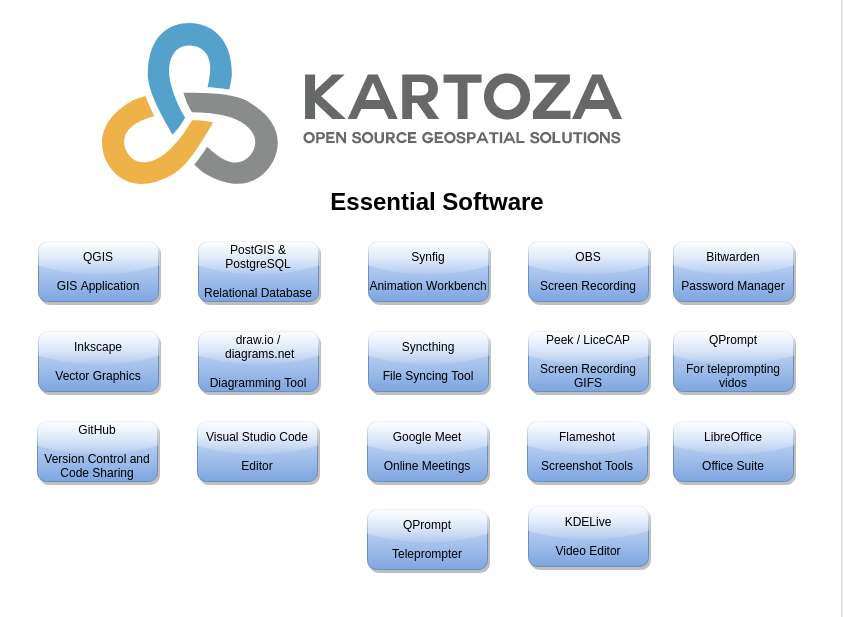 KARTOZA
OPEN SOURCE GEOSPATIAL SOLUTIONS
Essential Software
QGIS
GIS Application
PostGIS &
PostgreSQL
Relational Database
Synfig
Animation Workbench
OBS
Screen Recording
Bitwarden
Password Manager
Inkscape
Vector Graphics
draw.io /
diagrams.net
Diagramming Tool
Syncthing
File Syncing Tool
Peek / LiceCAP
Screen Recording
GIFS
QPrompt
For teleprompting
vidos
GitHub
Version Control and
Code Sharing
Visual Studio Code
Editor
Google Meet
Online Meetings
Flameshot
Screenshot Tools
LibreOffice
Office Suite
QPrompt
Teleprompter
KDELive
Video Editor